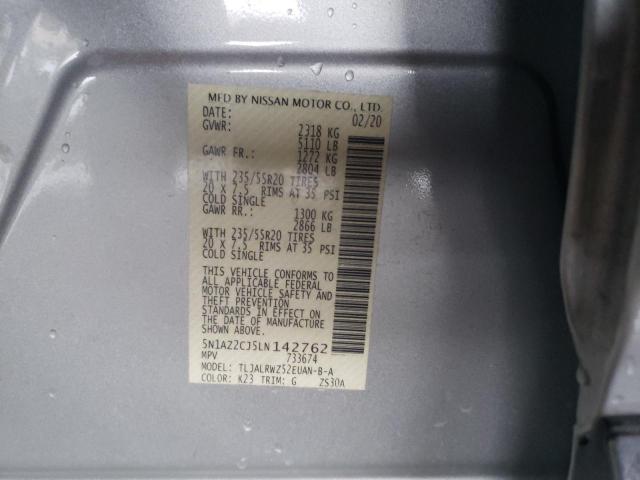 MFD BY NISSAN MOTOR CO., LTD.
DATE: 02/20
GVWR: 2318 KG
5110 LB
GAWR FR.: 1272 KG
2804 LB
WITH 235/55R20 TIRES
20 X 7.5 RIMS AT 35 PSI
COLD SINGLE
GAWR RR.: 1300 KG
2866 LB
WITH 235/55R20 TIRES
20 X 7.5 RIMS AT 35 PSI
COLD SINGLE
THIS VEHICLE CONFORMS TO
ALL APPLICABLE FEDERAL
MOTOR VEHICLE SAFETY AND
THEFT PREVENTION
STANDARDS IN EFFECT ON
THE DATE OF MANUFACTURE
SHOWN ABOVE.
5N1AZ2CJ5LN142762
MPV 733674
MODEL: TLJALRWZ52EUAN-B-A
COLOR: K23 TRIM: G ZS30A